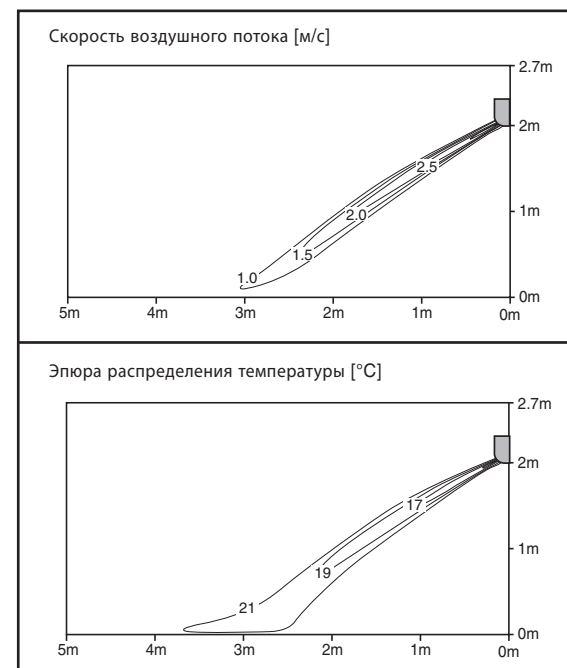 Скорость воздушного потока [м/с]
2.7m
2m
2.5
2.0
1m
1.5
1.0
0m
5m 4m 3m 2m 1m 0m
Эпюра распределения температуры [°C]
2.7m
2m
17
1m
19
21
0m
5m 4m 3m 2m 1m 0m